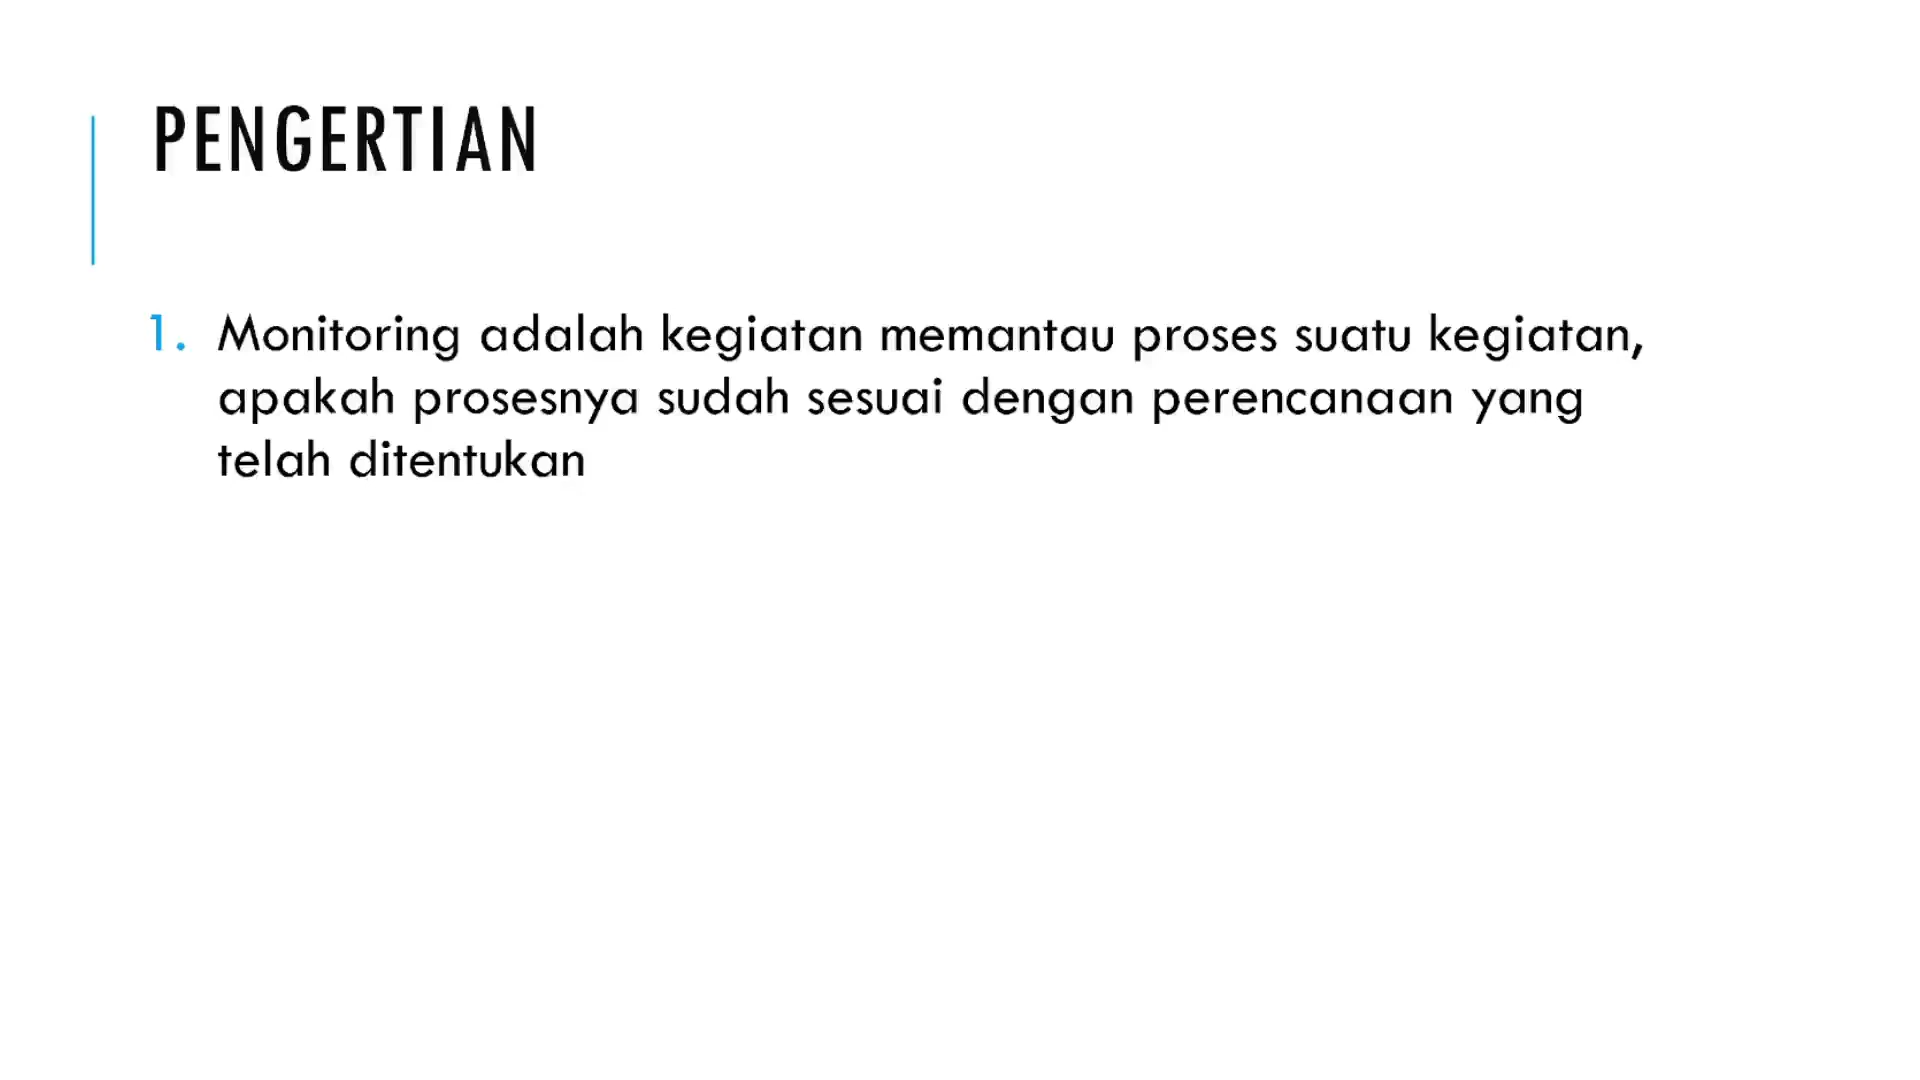 PENGERTIAN
1. Monitoring adalah kegiatan memantau proses suatu kegiatan,
apakah prosesnya sudah sesuai dengan perencanaan yang
telah ditentukan